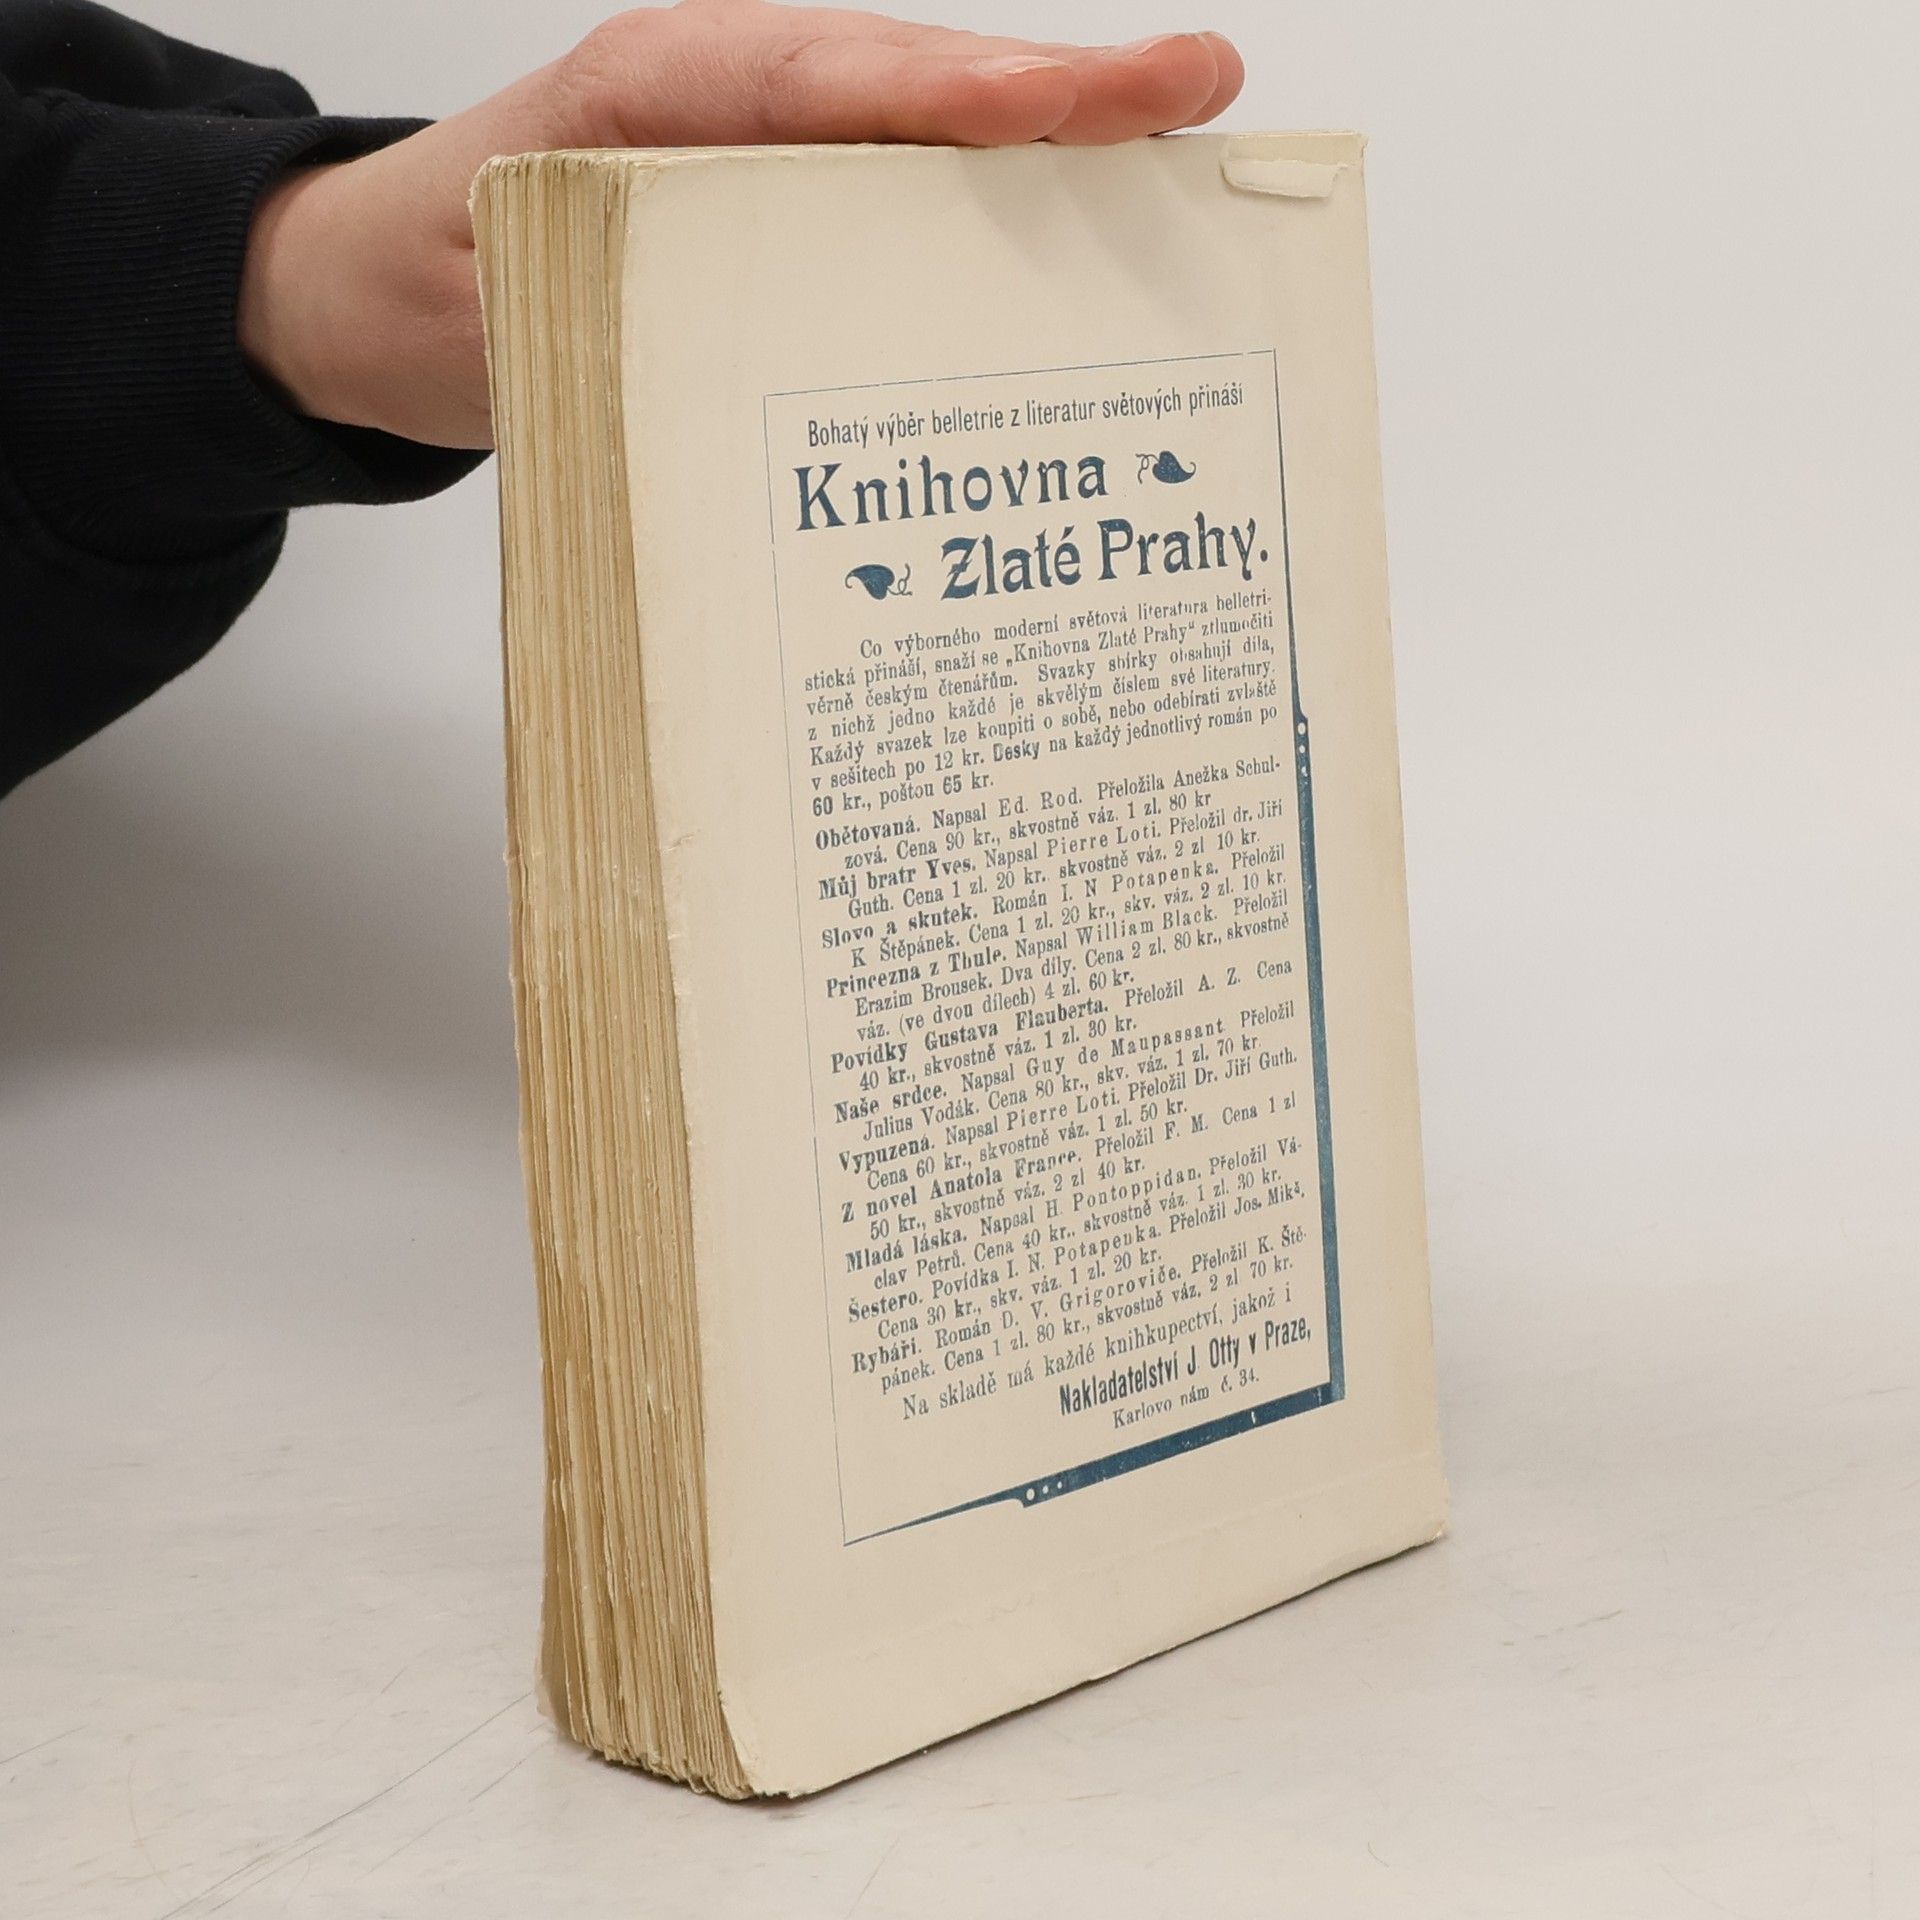 Bohatý výběr belletrie z literatur světových přináší
Knihovna
Zlaté Prahy.
Co výborného moderní světová literatura belletri-
stická přináší, snaží se „Knihovna Zlaté Prahy“ ztlumočiti
věrně českým čtenářům. Svazky sbírky obsahují díla,
z nichž jedno každé je skvělým číslem své literatury.
Každý svazek lze koupiti o sobě, nebo odebírati zvláště
v sešitech po 12 kr. Desky na každý jednotlivý román po
60 kr., poštou 65 kr.
Obětovaná. Napsal Ed. Rod. Přeložila Anežka Schul-
zová. Cena 90 kr., skvostně váz. 1 zl. 80 kr
Můj bratr Yves. Napsal Pierre Loti. Přeložil dr. Jiří
Guth. Cena 1 zl. 20 kr. skvostně váz. 2 zl 10 kr.
Slovo a skutek. Román I. N Potapenka. Přeložil
K Štěpánek. Cena 1 zl. 20 kr., skv. váz. 2 zl. 10 kr.
Princezna z Thule. Napsal William Black. Přeložil
Erazim Brousek. Dva díly. Cena 2 zl. 80 kr., skvostně
váz. (ve dvou dílech) 4 zl. 60 kr.
Povídky Gustava Flauberta. Přeložil A. Z. Cena
40 kr., skvostně váz. 1 zl. 30 kr.
Naše srdce. Napsal Guy de Maupassant. Přeložil
Julius Vodák. Cena 80 kr., skv. váz. 1 zl. 70 kr
Vypuzená. Napsal Pierre Loti. Přeložil Dr. Jiří Guth.
Cena 60 kr., skvostně váz. 1 zl. 50 kr.
Z novel Anatola France. Přeložil F. M. Cena 1 zl
50 kr., skvostně váz. 2 zl 40 kr.
Mladá láska. Napsal H. Pontoppidan. Přeložil Vá-
clav Petrů. Cena 40 kr., skvostně váz. 1 zl. 30 kr.
Šestero. Povídka I. N. Potapenka. Přeložil Jos. Mikš.
Cena 30 kr., skv. váz. 1 zl. 20 kr.
Rybáři. Román D. V. Grigoroviče. Přeložil K. Ště-
pánek. Cena 1 zl. 80 kr., skvostně váz. 2 zl 70 kr.
Na skladě má každé knihkupectví, jakož i
Nakladatelství J. Otty v Praze,
Karlovo nám č. 34.